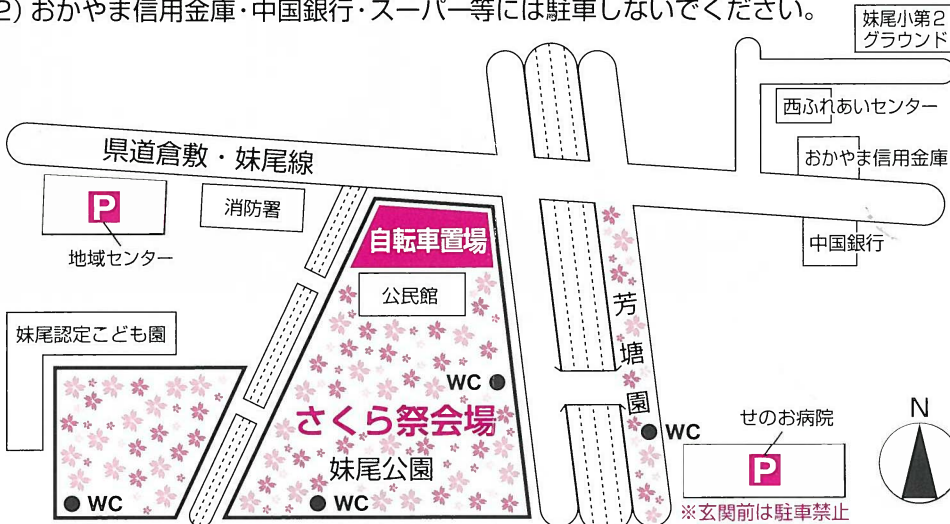 2) おかやま信用金庫・中国銀行・スーパー等には駐車しないでください。
妹尾小第2
グラウンド
西ふれあいセンター
県道倉敷・妹尾線
おかやま信用金庫
P
消防署
地域センター
自転車置場
中国銀行
公民館
芳塘園
妹尾認定こども園
WC
さくら祭会場
せのお病院
N
WC
妹尾公園
P
WC
WC
※玄関前は駐車禁止